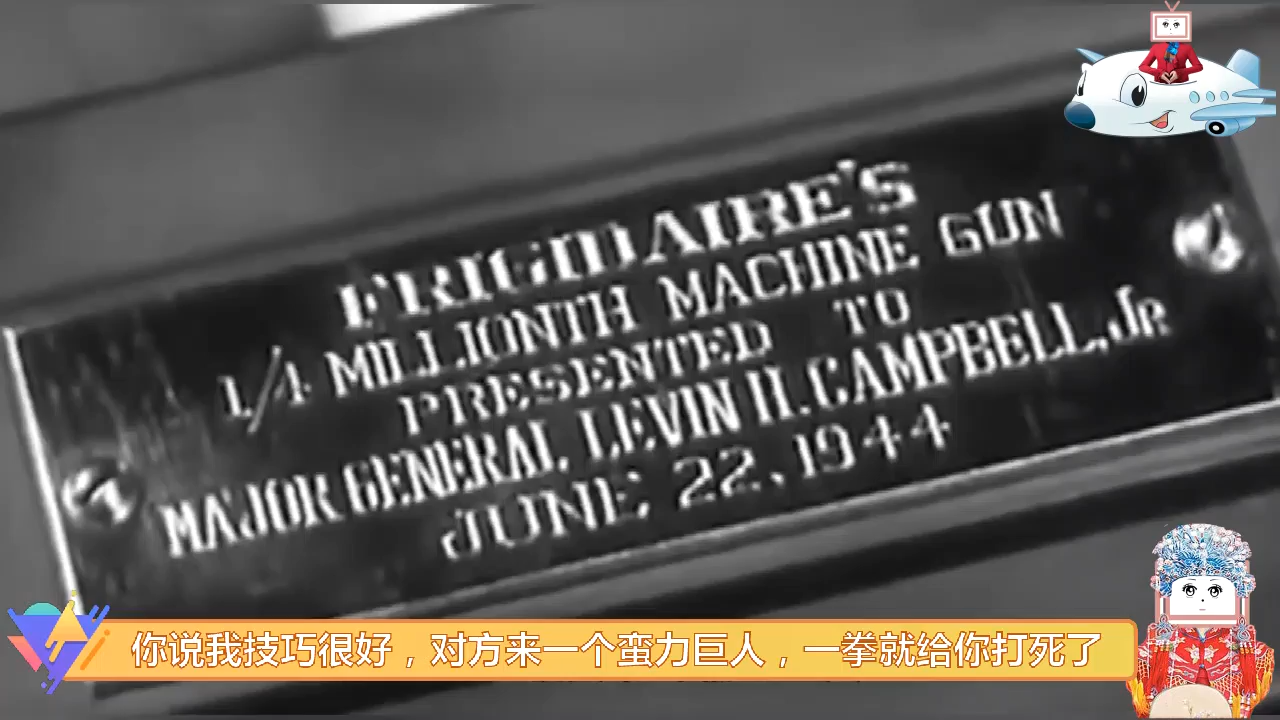 FRIGIDAIRE'S
1/4 MILLIONTH MACHINE GUN
PRESENTED TO
MAJOR GENERAL LEVIN H. CAMPBELL, JR
JUNE 22, 1944
你说我技巧很好，对方来一个蛮力巨人，一拳就给你打死了